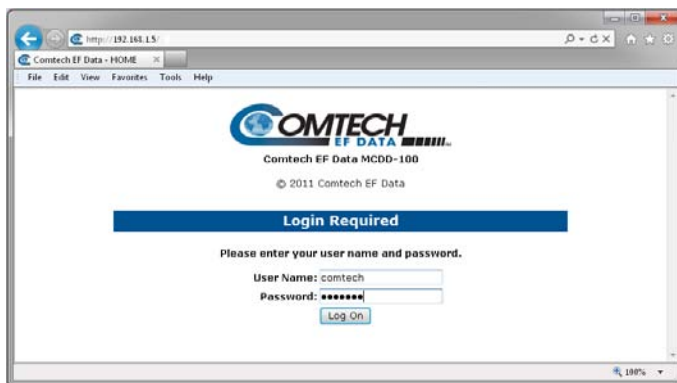 http://192.168.1.5/
Comtech EF Data - HOME
File Edit View Favorites Tools Help
COMTECH
EF DATA
Comtech EF Data MCDD-100
© 2011 Comtech EF Data
Login Required
Please enter your user name and password.
User Name: comtech
Password: •••••••
Log On
100%